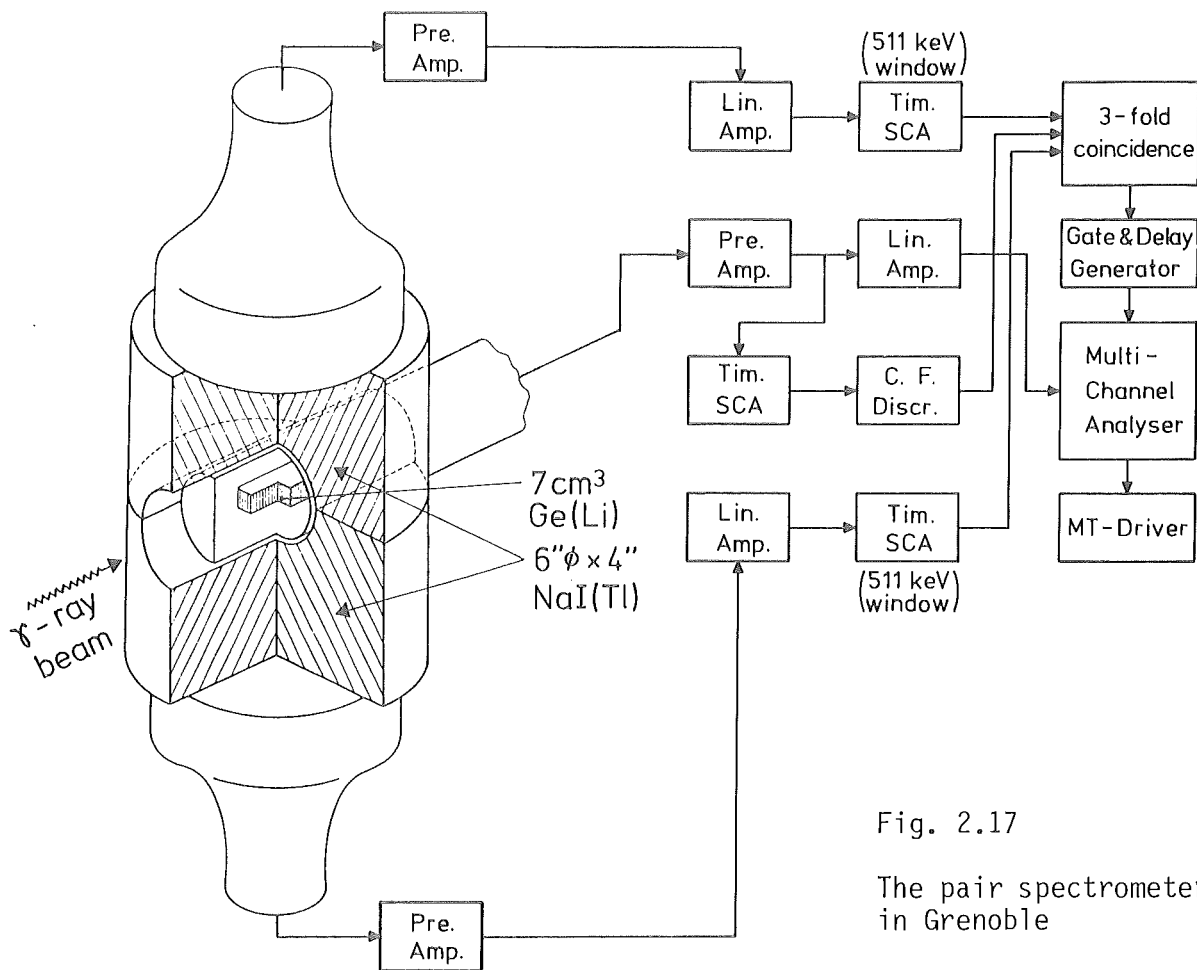 Pre.
Amp.
(511 keV
window)
Lin.
Amp.
Tim.
SCA
3-fold
coincidence
Pre.
Amp.
Lin.
Amp.
Gate & Delay
Generator
Tim.
SCA
C. F.
Discr.
Multi-
Channel
Analyser
7cm³
Ge(Li)
6"ϕ × 4"
NaI(Tl)
Lin.
Amp.
Tim.
SCA
(511 keV
window)
MT-Driver
γ-ray
beam
Pre.
Amp.
Fig. 2.17
The pair spectrometer
in Grenoble